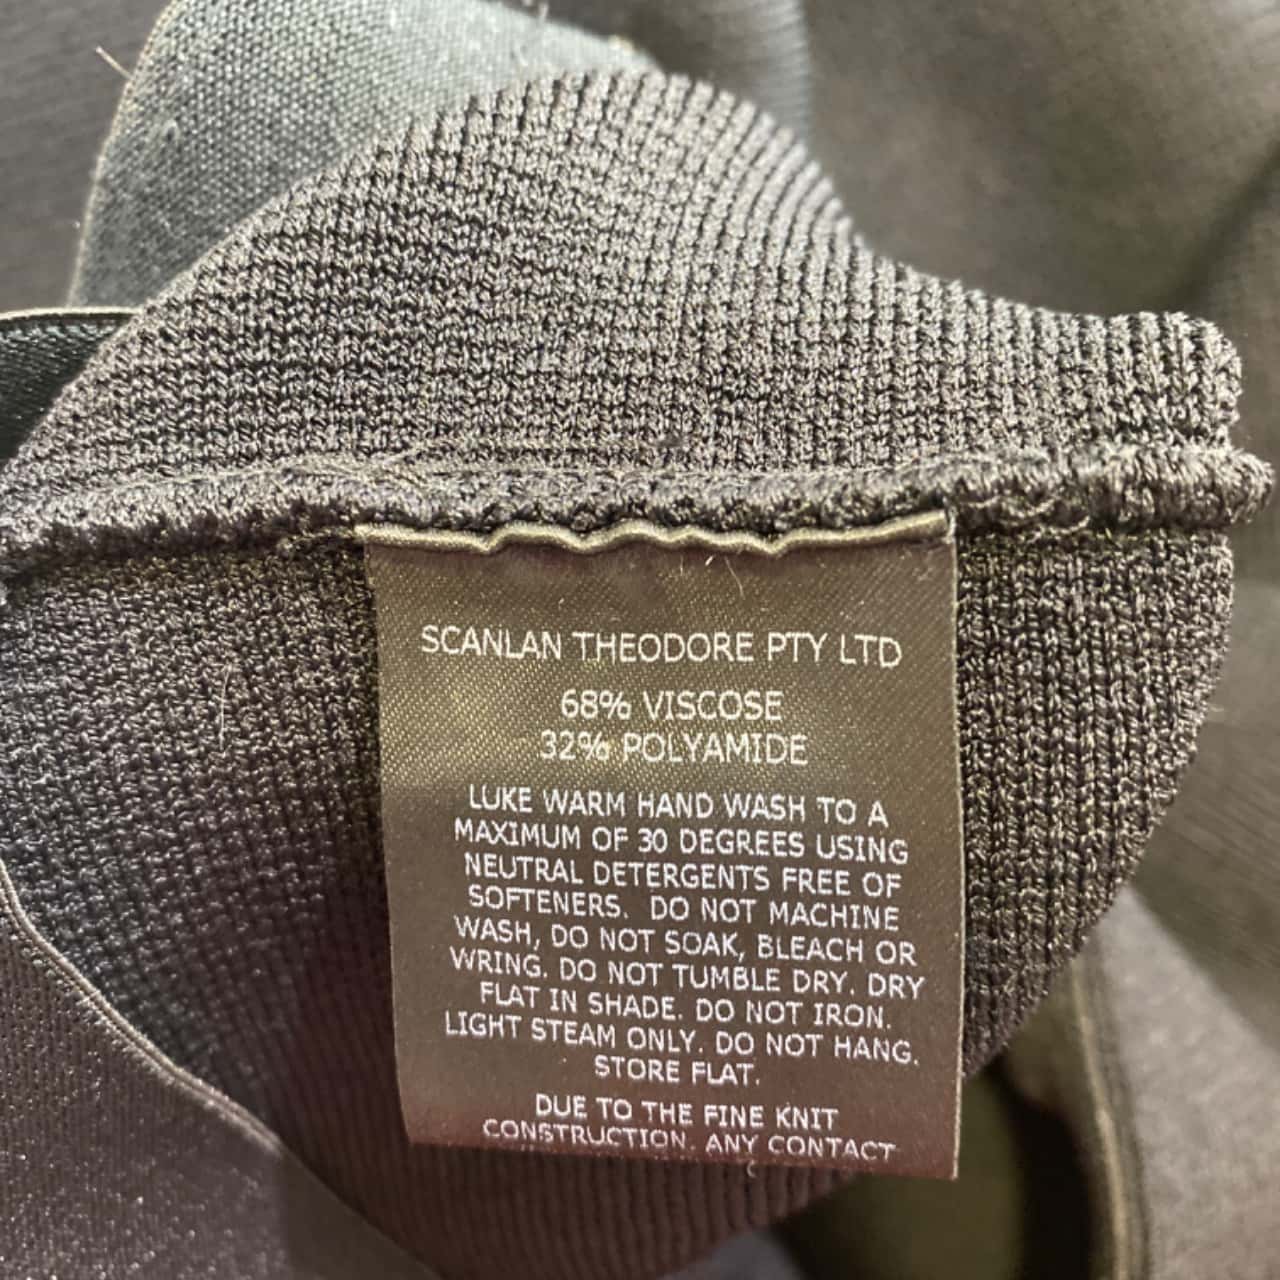 SCANLAN THEODORE PTY LTD
68% VISCOSE
32% POLYAMIDE
LUKE WARM HAND WASH TO A
MAXIMUM OF 30 DEGREES USING
NEUTRAL DETERGENTS FREE OF
SOFTENERS. DO NOT MACHINE
WASH, DO NOT SOAK, BLEACH OR
WRING. DO NOT TUMBLE DRY. DRY
FLAT IN SHADE. DO NOT IRON.
LIGHT STEAM ONLY. DO NOT HANG.
STORE FLAT.
DUE TO THE FINE KNIT
CONSTRUCTION. ANY CONTACT